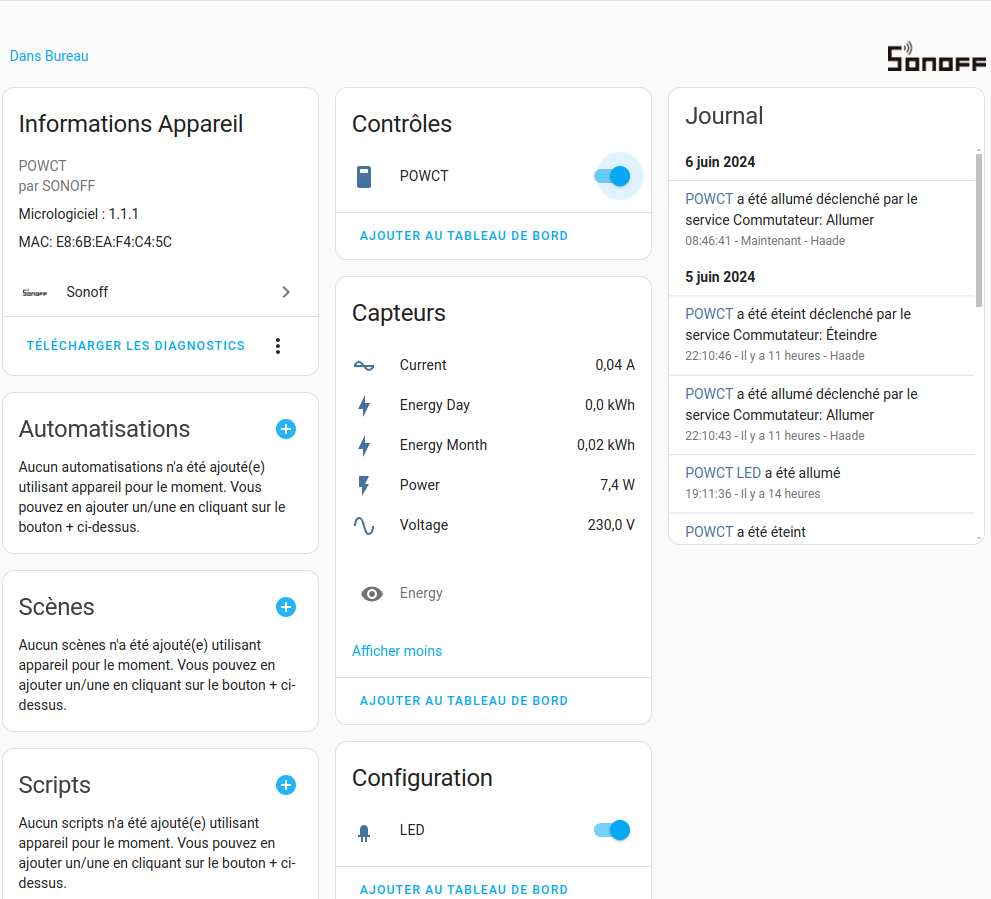 Dans Bureau
SONOFF
Informations Appareil
POWCT
par SONOFF
Micrologiciel : 1.1.1
MAC: E8:6B:EA:F4:C4:5C
SONOFF
Sonoff
TÉLÉCHARGER LES DIAGNOSTICS
Automatisations
Aucun automatisations n'a été ajouté(e)
utilisant appareil pour le moment. Vous
pouvez en ajouter un/une en cliquant sur le
bouton + ci-dessus.
Scènes
Aucun scènes n'a été ajouté(e) utilisant
appareil pour le moment. Vous pouvez en
ajouter un/une en cliquant sur le bouton + ci-
dessus.
Scripts
Aucun scripts n'a été ajouté(e) utilisant
appareil pour le moment. Vous pouvez en
ajouter un/une en cliquant sur le bouton + ci-
dessus.
Contrôles
POWCT
AJOUTER AU TABLEAU DE BORD
Capteurs
Current 0,04 A
Energy Day 0,0 kWh
Energy Month 0,02 kWh
Power 7,4 W
Voltage 230,0 V
Energy
Afficher moins
AJOUTER AU TABLEAU DE BORD
Configuration
LED
AJOUTER AU TABLEAU DE BORD
Journal
6 juin 2024
POWCT a été allumé déclenché par le
service Commutateur: Allumer
08:46:41 - Maintenant - Haade
5 juin 2024
POWCT a été éteint déclenché par le
service Commutateur: Éteindre
22:10:46 - Il y a 11 heures - Haade
POWCT a été allumé déclenché par le
service Commutateur: Allumer
22:10:43 - Il y a 11 heures - Haade
POWCT LED a été allumé
19:11:36 - Il y a 14 heures
POWCT a été éteint